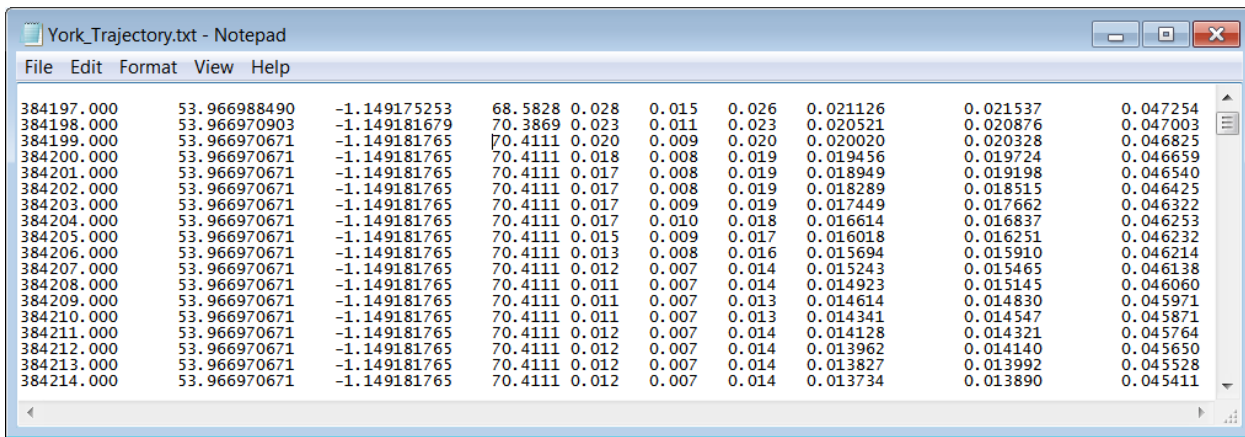 York_Trajectory.txt - Notepad
File Edit Format View Help
384197.000 53.966988490 -1.149175253 68.5828 0.028 0.015 0.026 0.021126 0.021537 0.047254
384198.000 53.966970903 -1.149181679 70.3869 0.023 0.011 0.023 0.020521 0.020876 0.047003
384199.000 53.966970671 -1.149181765 70.4111 0.020 0.009 0.020 0.020020 0.020328 0.046825
384200.000 53.966970671 -1.149181765 70.4111 0.018 0.008 0.019 0.019456 0.019724 0.046659
384201.000 53.966970671 -1.149181765 70.4111 0.017 0.008 0.019 0.018949 0.019198 0.046540
384202.000 53.966970671 -1.149181765 70.4111 0.017 0.008 0.019 0.018289 0.018515 0.046425
384203.000 53.966970671 -1.149181765 70.4111 0.017 0.009 0.019 0.017449 0.017662 0.046322
384204.000 53.966970671 -1.149181765 70.4111 0.017 0.010 0.018 0.016614 0.016837 0.046253
384205.000 53.966970671 -1.149181765 70.4111 0.015 0.009 0.017 0.016018 0.016251 0.046232
384206.000 53.966970671 -1.149181765 70.4111 0.013 0.008 0.016 0.015694 0.015910 0.046214
384207.000 53.966970671 -1.149181765 70.4111 0.012 0.007 0.014 0.015243 0.015465 0.046138
384208.000 53.966970671 -1.149181765 70.4111 0.011 0.007 0.014 0.014923 0.015145 0.046060
384209.000 53.966970671 -1.149181765 70.4111 0.011 0.007 0.013 0.014614 0.014830 0.045971
384210.000 53.966970671 -1.149181765 70.4111 0.011 0.007 0.013 0.014341 0.014547 0.045871
384211.000 53.966970671 -1.149181765 70.4111 0.012 0.007 0.014 0.014128 0.014321 0.045764
384212.000 53.966970671 -1.149181765 70.4111 0.012 0.007 0.014 0.013962 0.014140 0.045650
384213.000 53.966970671 -1.149181765 70.4111 0.012 0.007 0.014 0.013827 0.013992 0.045528
384214.000 53.966970671 -1.149181765 70.4111 0.012 0.007 0.014 0.013734 0.013890 0.045411